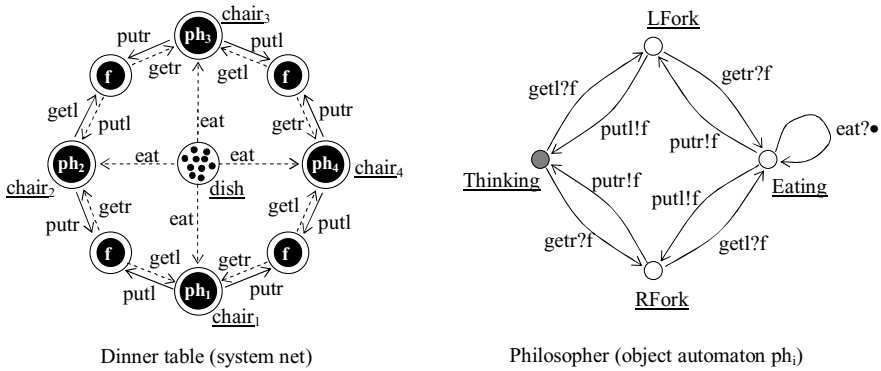 chair3
ph3
putr
putl
getr
getl
f
f
getl
putl
putr
getr
eat
ph2
eat
eat
ph4
chair2
dish
chair4
eat
getr
putr
getl
putl
f
f
getl
getr
putl
ph1
putr
chair1
Dinner table (system net)
LFork
getl?f
getr?f
putl!f
putr!f
eat?●
Thinking
putr!f
putl!f
Eating
getr?f
getl?f
RFork
Philosopher (object automaton phi)